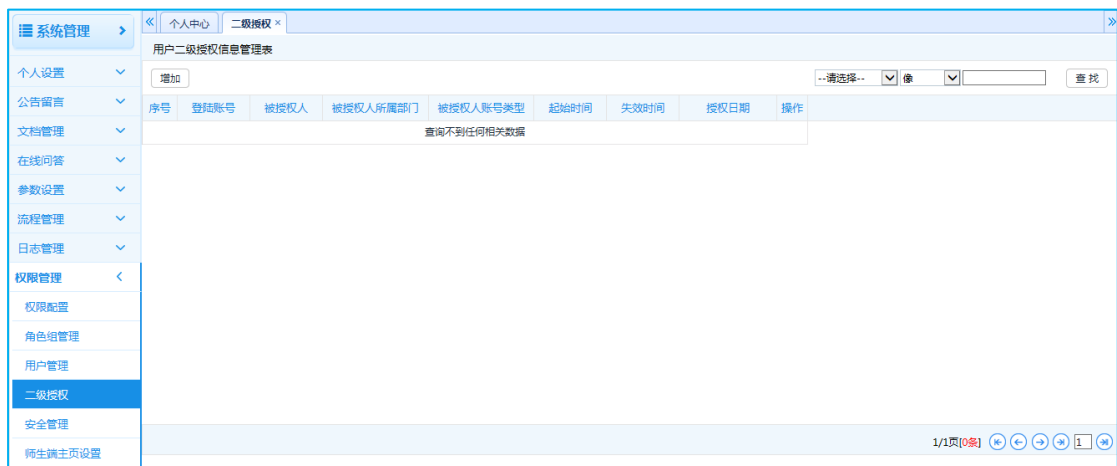 系统管理
个人中心 二级授权 ×
用户二级授权信息管理表
个人设置
公告留言
文档管理
在线问答
参数设置
流程管理
日志管理
权限管理
权限配置
角色组管理
用户管理
二级授权
安全管理
师生端主页设置
增加 --请选择-- 像 查 找
序号 登陆账号 被授权人 被授权人所属部门 被授权人账号类型 起始时间 失效时间 授权日期 操作
查询不到任何相关数据
1/1页[0条] 1